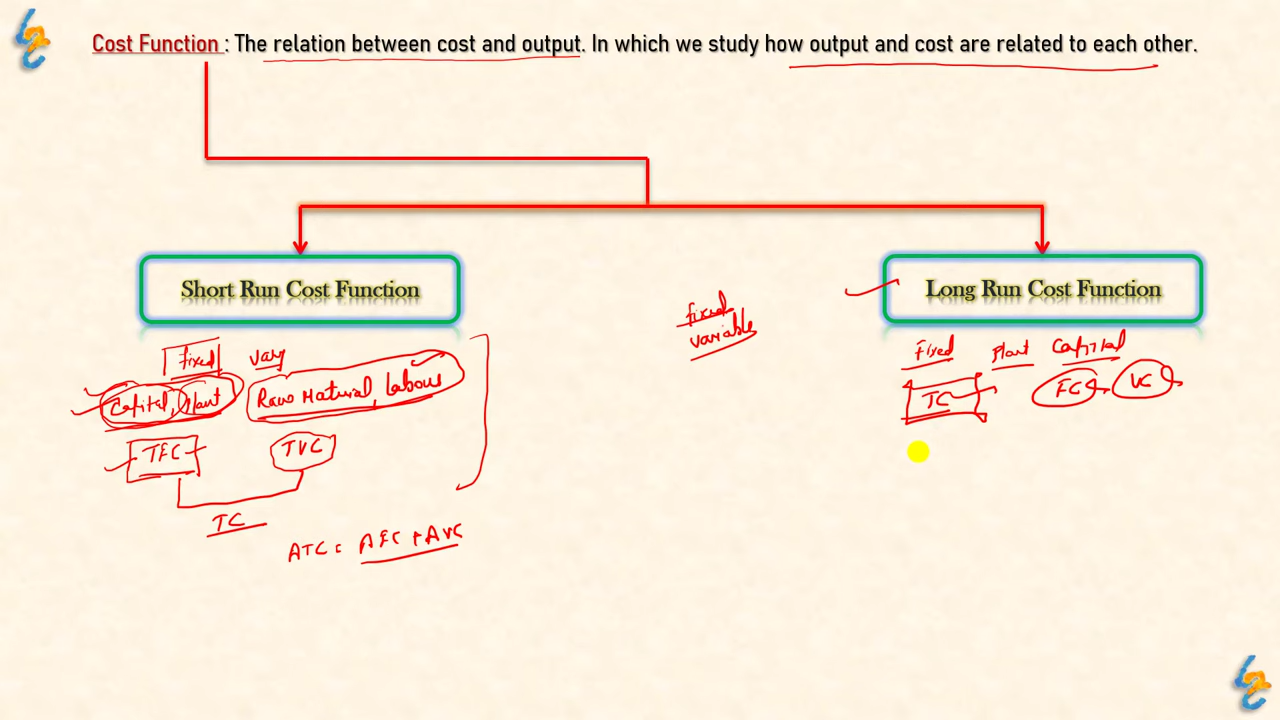 Cost Function : The relation between cost and output. In which we study how output and cost are related to each other.
Short Run Cost Function
Long Run Cost Function
fixed
variable
Fixed vary
Capital, Plant Raw Material, Labour
TFC TVC
TC
ATC = AFC + AVC
Fixed Plant Capital
TC FC VC